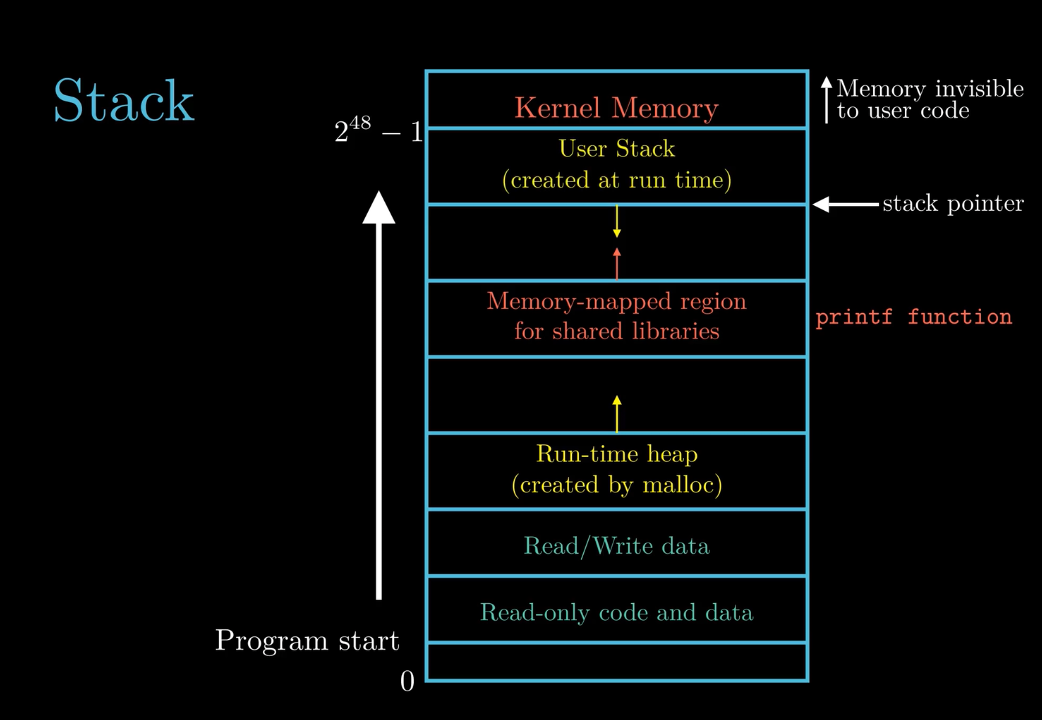 Stack
Kernel Memory
Memory invisible
to user code
2^48 − 1
User Stack
(created at run time)
stack pointer
Memory-mapped region
for shared libraries
printf function
Run-time heap
(created by malloc)
Read/Write data
Read-only code and data
Program start
0